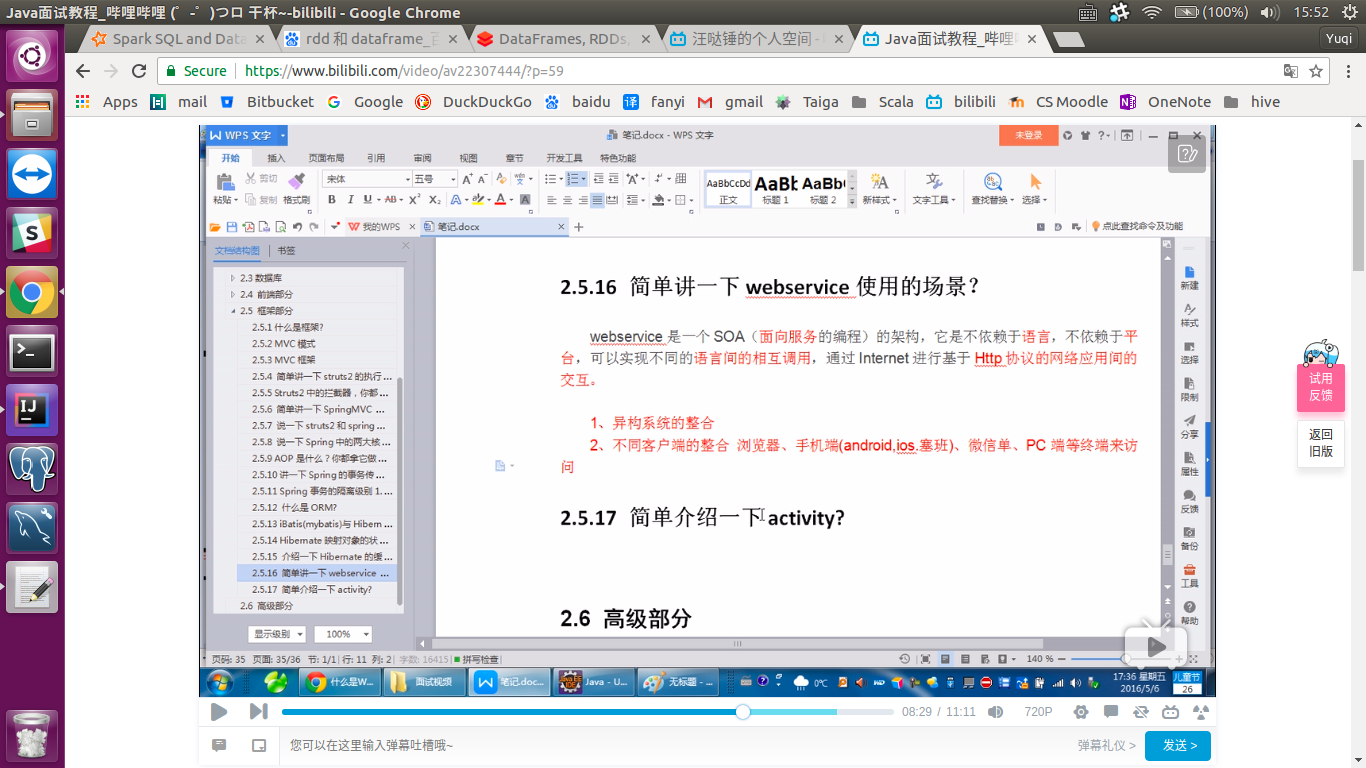 Java面试教程_哔哩哔哩 (゜-゜)つロ 干杯~-bilibili - Google Chrome
(100%)
15:52
Spark SQL and Data
rdd 和 dataframe_百
DataFrames, RDDs,
汪哒锤的个人空间 -
Java面试教程_哔哩
Yuqi
Secure
https://www.bilibili.com/video/av22307444/?p=59
Apps
mail
Bitbucket
Google
DuckDuckGo
baidu
fanyi
gmail
Taiga
Scala
bilibili
CS Moodle
OneNote
hive
WPS 文字
笔记.docx - WPS 文字
未登录
开始
插入
页面布局
引用
审阅
视图
章节
开发工具
特色功能
粘贴
剪切
复制
格式刷
宋体
五号
AaBbCcDd
AaBb
AaBb(
正文
标题 1
标题 2
新样式
文字工具
查找替换
选择
我的WPS
笔记.docx
点此查找命令及功能
文档结构图
书签
2.3 数据库
2.4 前端部分
2.5 框架部分
2.5.1 什么是框架?
2.5.2 MVC 模式
2.5.3 MVC 框架
2.5.4 简单讲一下 struts2 的执行 ...
2.5.5 Struts2 中的拦截器，你都 ...
2.5.6 简单讲一下 SpringMVC ...
2.5.7 说一下 struts2 和 spring ...
2.5.8 说一下 Spring 中的两大核 ...
2.5.9 AOP 是什么？你都拿它做 ...
2.5.10 讲一下 Spring 的事务传 ...
2.5.11 Spring 事务的隔离级别 1. ...
2.5.12 什么是 ORM?
2.5.13 iBatis(mybatis)与 Hibern ...
2.5.14 Hibernate 映射对象的状 ...
2.5.15 介绍一下 Hibernate 的缓 ...
2.5.16 简单讲一下 webservice ...
2.5.17 简单介绍一下 activity?
2.6 高级部分
显示级别
100%
2.5.16 简单讲一下 webservice 使用的场景?
webservice 是一个 SOA（面向服务的编程）的架构，它是不依赖于语言，不依赖于平
台，可以实现不同的语言间的相互调用，通过 Internet 进行基于 Http 协议的网络应用间的
交互。
1、异构系统的整合
2、不同客户端的整合 浏览器、手机端(android,ios.塞班)、微信单、PC 端等终端来访
问
2.5.17 简单介绍一下 activity?
2.6 高级部分
新建
样式
选择
限制
分享
属性
反馈
备份
工具
帮助
页码: 35 页面: 35/36 节: 1/1 行: 11 列: 2 字数: 16415 拼写检查
140 %
什么是W...
面试视频
笔记.docx...
Java - U...
无标题 - ...
0℃
17:36 星期五
2016/5/6
儿童节
26
试用
反馈
返回
旧版
08:29 / 11:11
720P
您可以在这里输入弹幕吐槽哦~
弹幕礼仪 >
发送 >